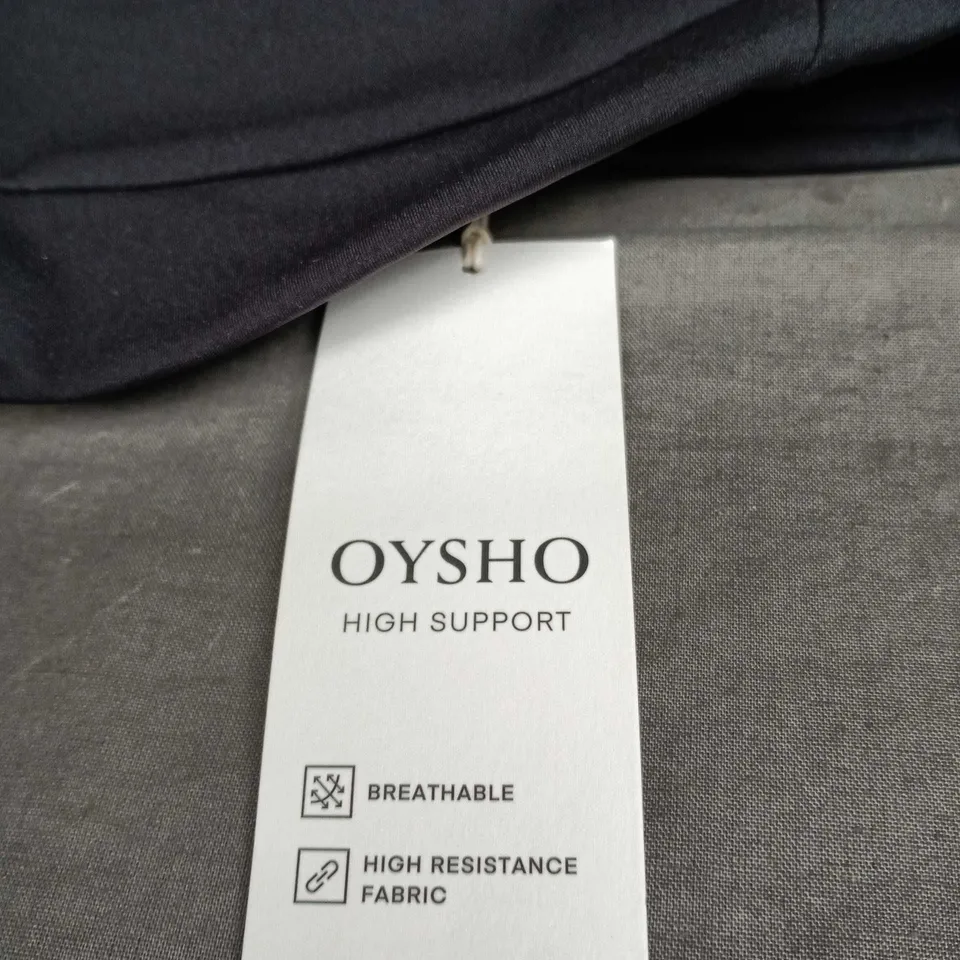 OYSHO
HIGH SUPPORT
BREATHABLE
HIGH RESISTANCE
FABRIC